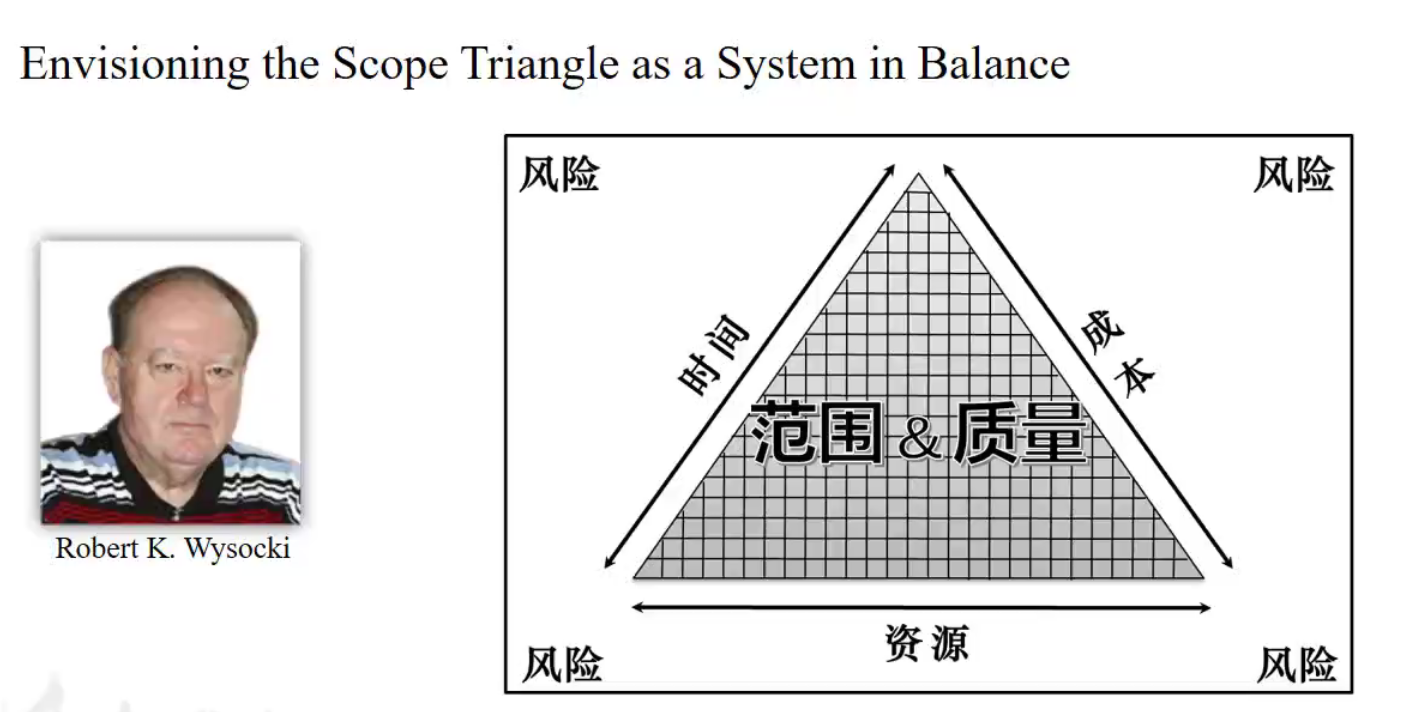 Envisioning the Scope Triangle as a System in Balance
风险
风险
时间
成本
范围 & 质量
Robert K. Wysocki
资源
风险
风险